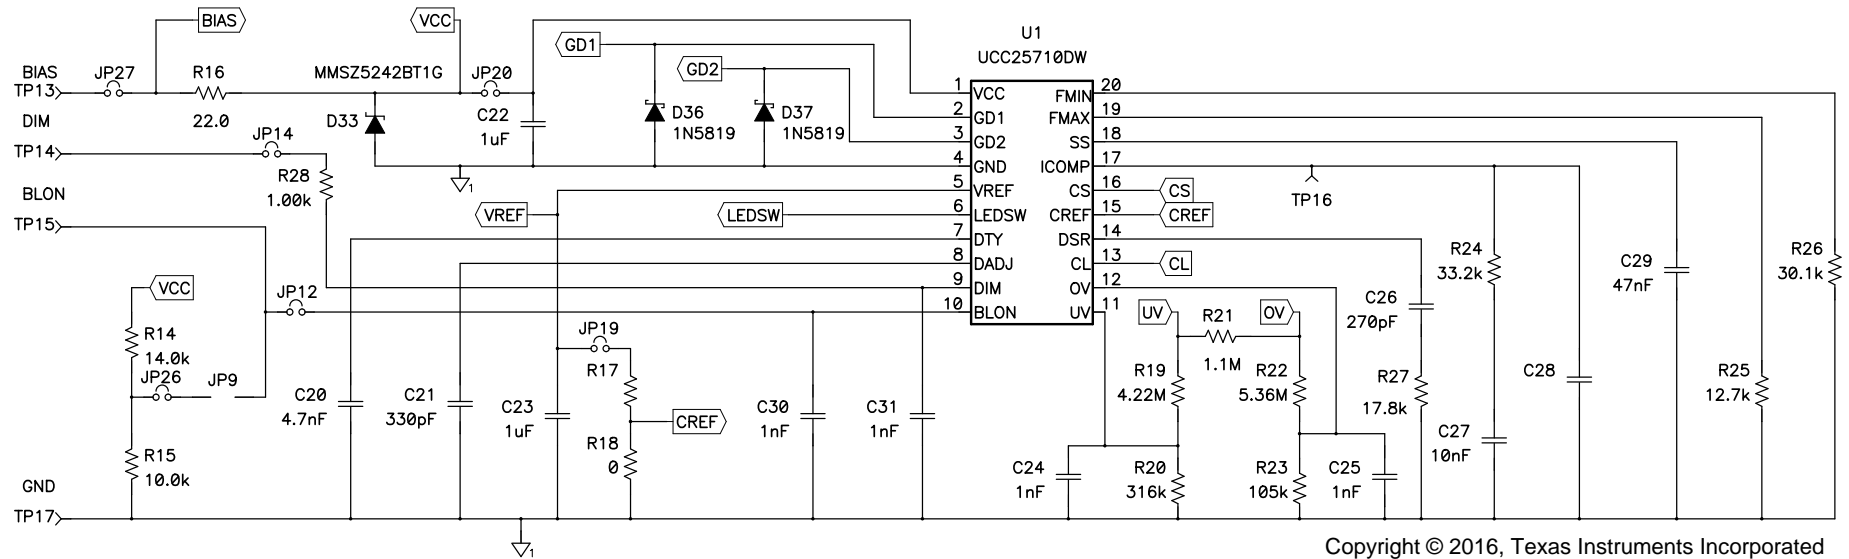 BIAS
VCC
U1
UCC25710DW
GD1
GD2
BIAS
TP13
JP27
R16
22.0
MMSZ5242BT1G
D33
JP20
C22
1uF
D36
1N5819
D37
1N5819
DIM
TP14
JP14
R28
1.00k
BLON
TP15
1
VREF
LEDSW
1 VCC
2 GD1
3 GD2
4 GND
5 VREF
6 LEDSW
7 DTY
8 DADJ
9 DIM
10 BLON
FMIN 20
FMAX 19
SS 18
ICOMP 17
CS 16
CREF 15
DSR 14
CL 13
OV 12
UV 11
CS
CREF
CL
TP16
VCC
R14
14.0k
JP12
JP26
JP9
R15
10.0k
C20
4.7nF
C21
330pF
C23
1uF
JP19
R17
R18
0
CREF
C30
1nF
C31
1nF
UV
OV
R21
1.1M
R19
4.22M
R22
5.36M
C24
1nF
R20
316k
R23
105k
C25
1nF
C26
270pF
R27
17.8k
R24
33.2k
C27
10nF
C28
C29
47nF
R25
12.7k
R26
30.1k
GND
TP17
1
Copyright © 2016, Texas Instruments Incorporated